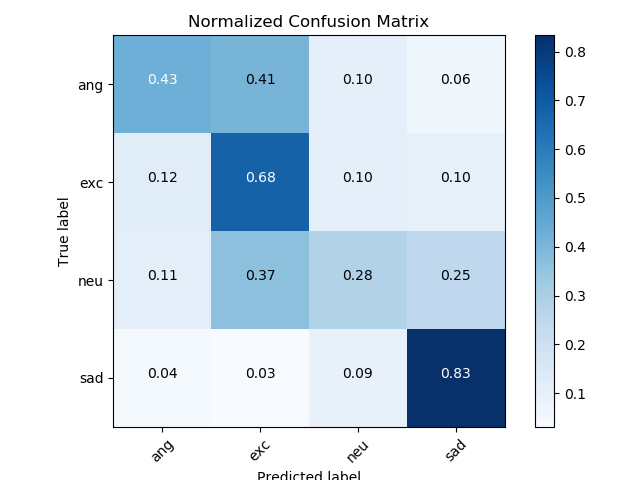 Normalized Confusion Matrix
ang 0.43 0.41 0.10 0.06
exc 0.12 0.68 0.10 0.10
neu 0.11 0.37 0.28 0.25
sad 0.04 0.03 0.09 0.83
ang exc neu sad
True label
Predicted label
0.8
0.7
0.6
0.5
0.4
0.3
0.2
0.1